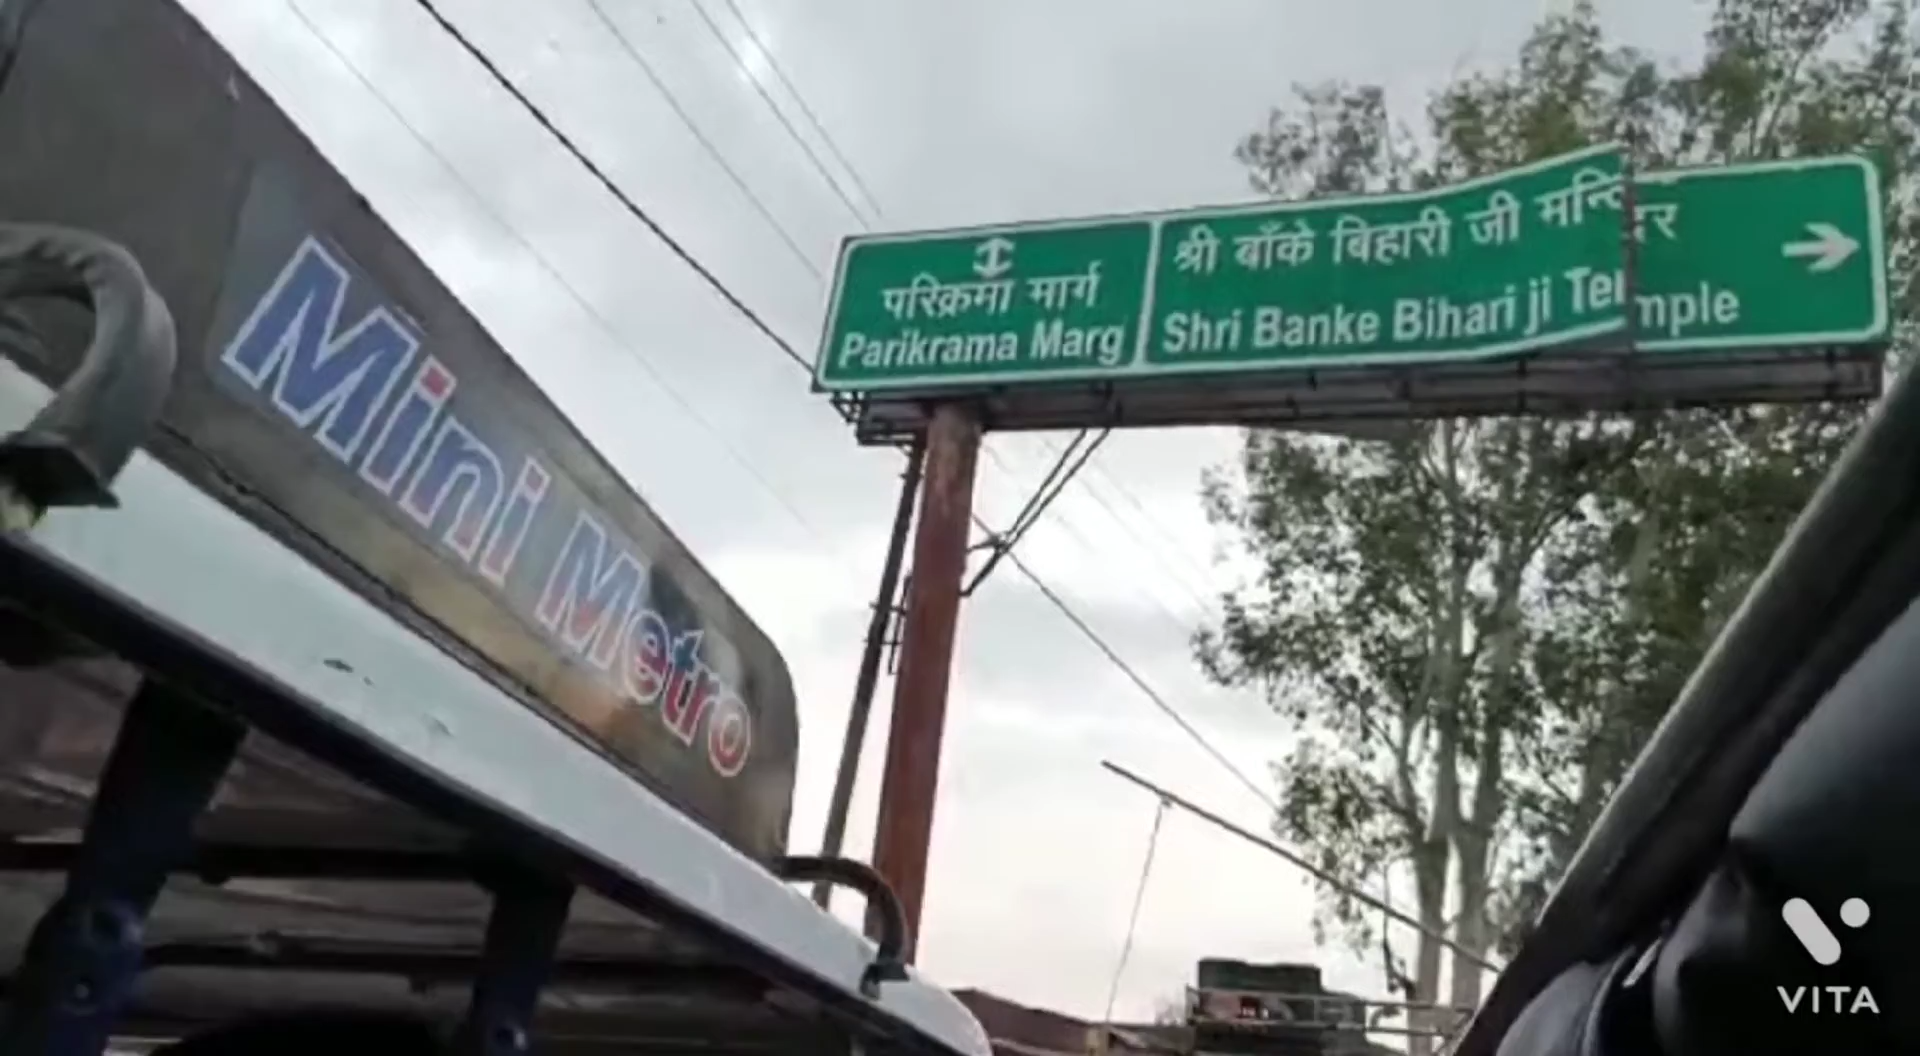 Mini Metro
परिक्रमा मार्ग
Parikrama Marg
श्री बाँके बिहारी जी मन्दिर
Shri Banke Bihari ji Temple
VITA